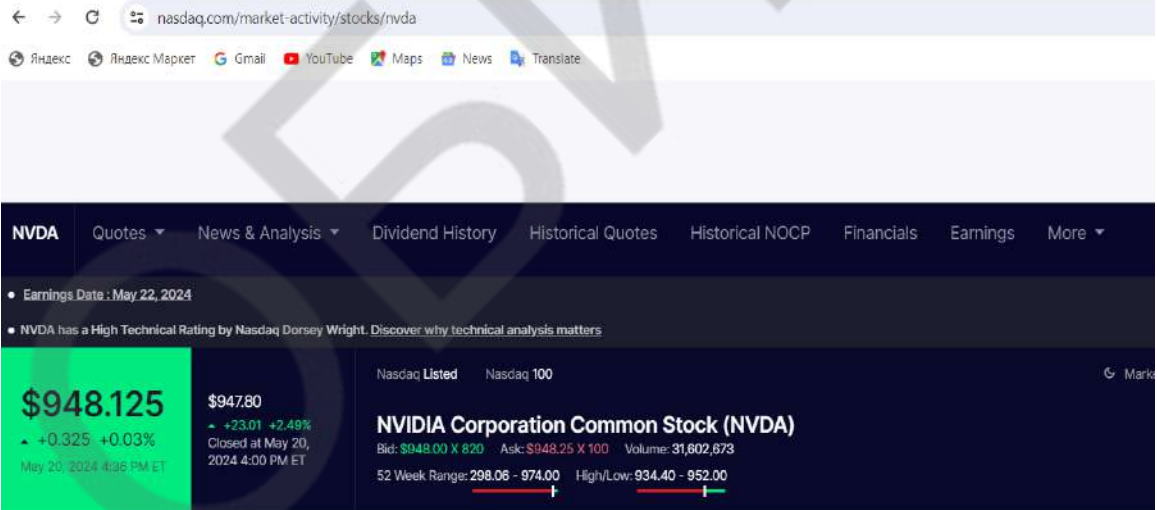 nasdaq.com/market-activity/stocks/nvda
Яндекс Яндекс Маркет Gmail YouTube Maps News Translate
NVDA Quotes News & Analysis Dividend History Historical Quotes Historical NOCP Financials Earnings More
Earnings Date : May 22, 2024
NVDA has a High Technical Rating by Nasdaq Dorsey Wright. Discover why technical analysis matters
$948.125
+0.325 +0.03%
May 20, 2024 4:36 PM ET
$947.80
+23.01 +2.49%
Closed at May 20,
2024 4:00 PM ET
Nasdaq Listed Nasdaq 100
NVIDIA Corporation Common Stock (NVDA)
Bid: $948.00 X 820 Ask: $948.25 X 100 Volume: 31,602,673
52 Week Range: 298.06 - 974.00 High/Low: 934.40 - 952.00